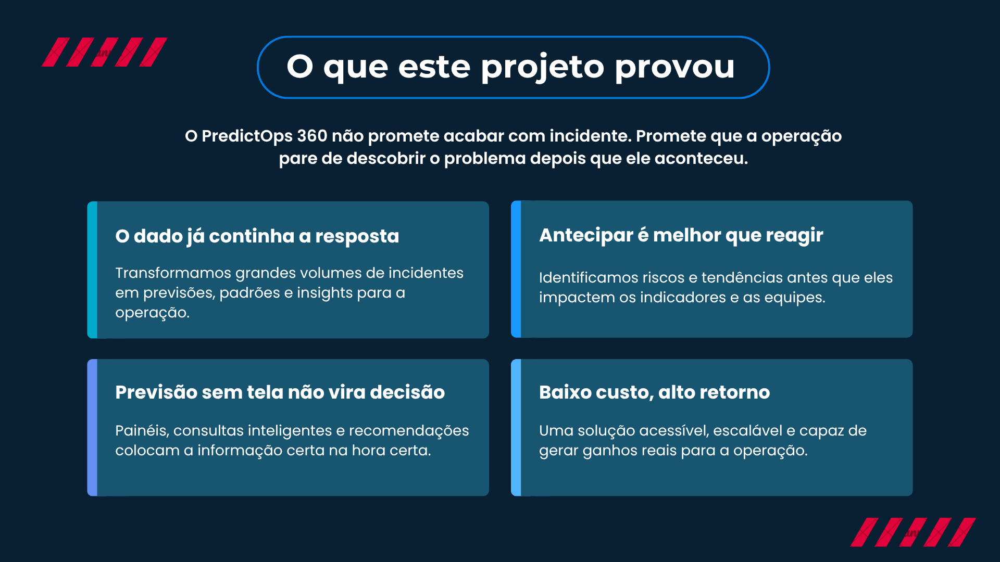 O que este projeto provou
O PredictOps 360 não promete acabar com incidente. Promete que a operação
pare de descobrir o problema depois que ele aconteceu.
O dado já continha a resposta
Transformamos grandes volumes de incidentes
em previsões, padrões e insights para a
operação.
Antecipar é melhor que reagir
Identificamos riscos e tendências antes que eles
impactem os indicadores e as equipes.
Previsão sem tela não vira decisão
Painéis, consultas inteligentes e recomendações
colocam a informação certa na hora certa.
Baixo custo, alto retorno
Uma solução acessível, escalável e capaz de
gerar ganhos reais para a operação.